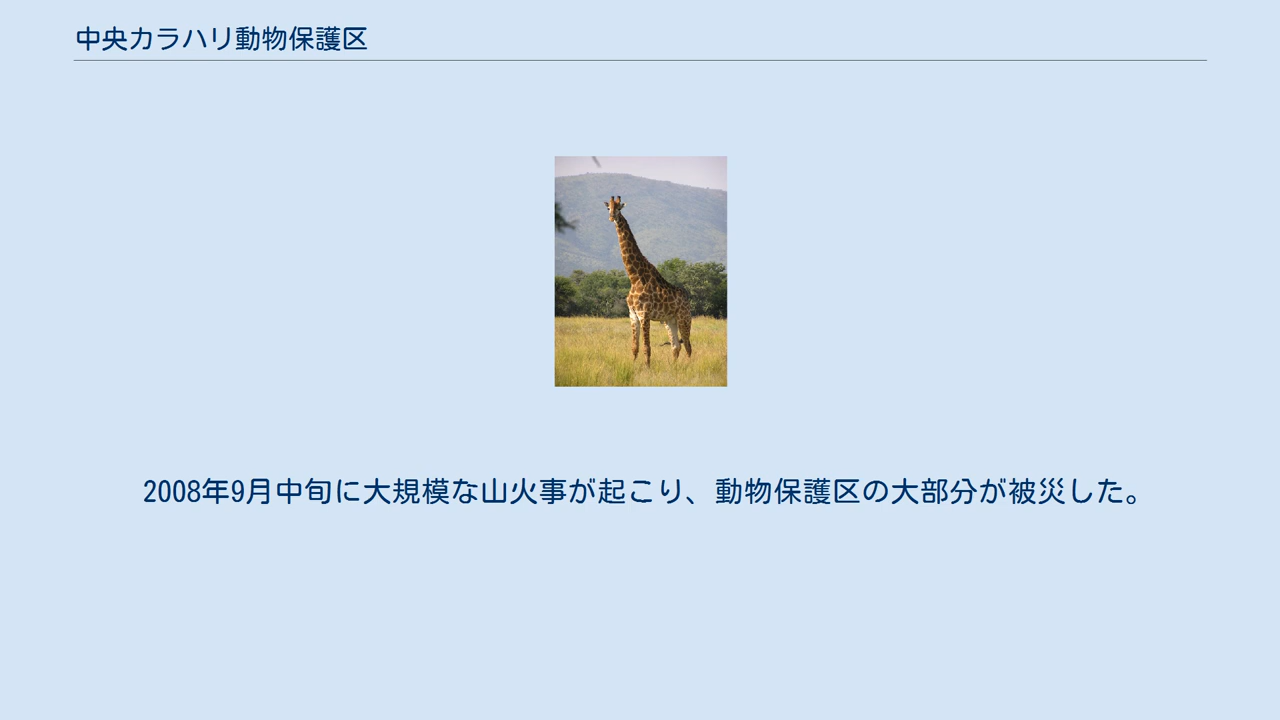 中央カラハリ動物保護区
2008年9月中旬に大規模な山火事が起こり、動物保護区の大部分が被災した。